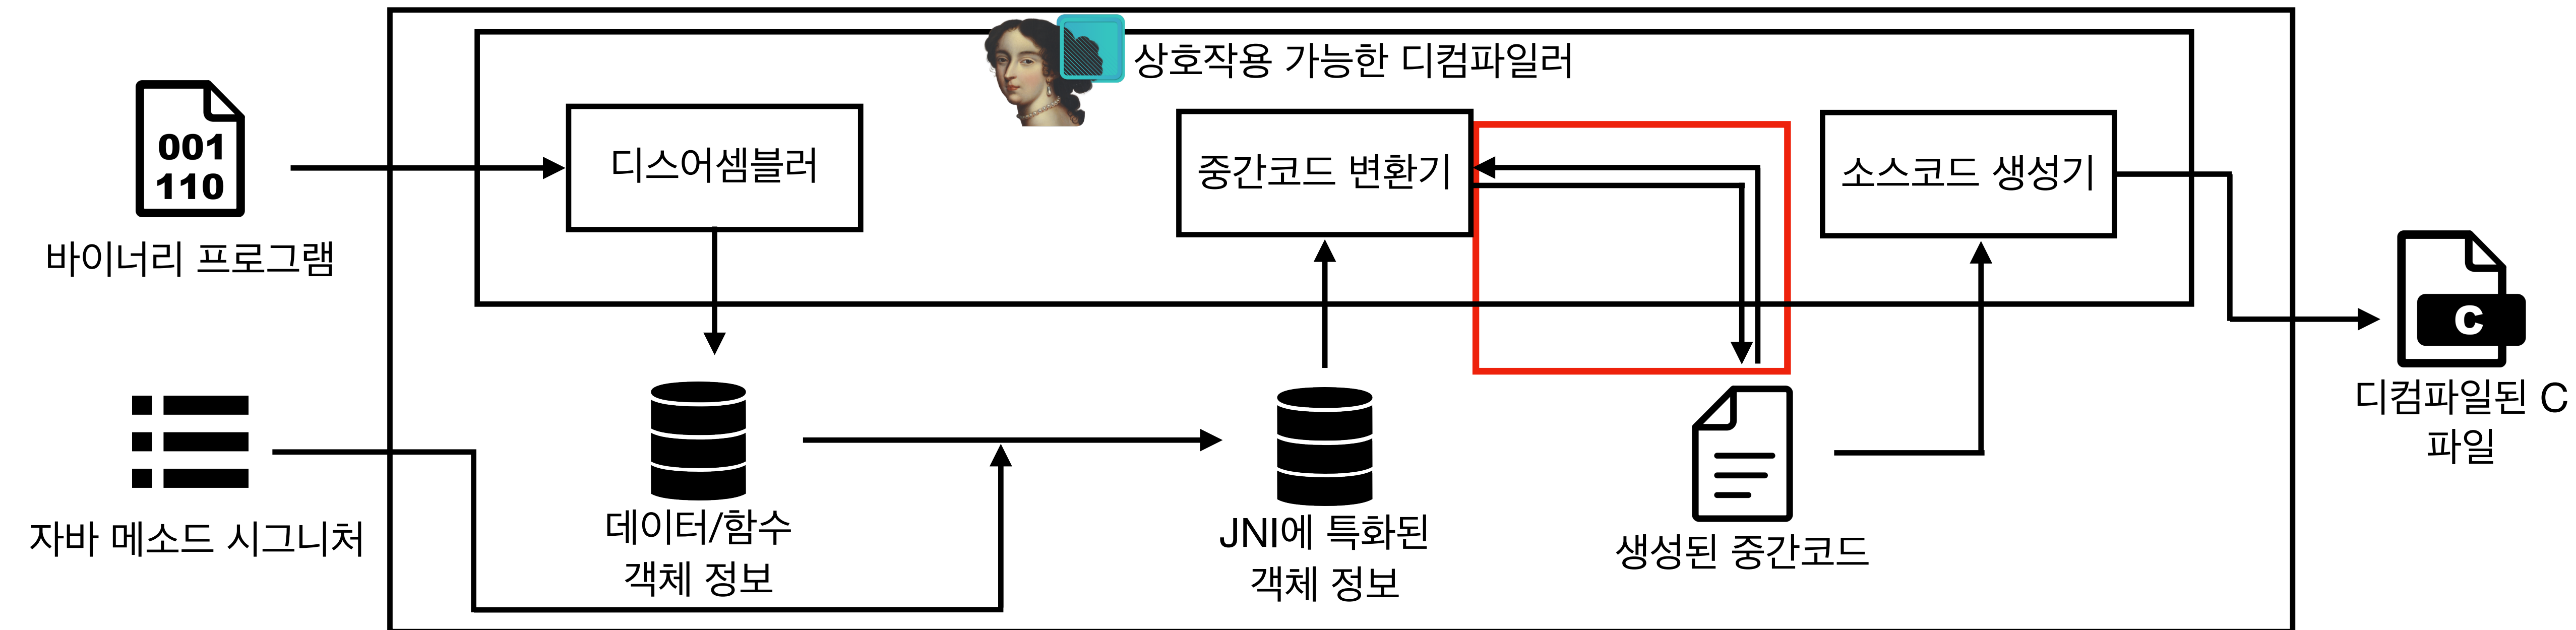 상호작용 가능한 디컴파일러
001
110
바이너리 프로그램
디스어셈블러
중간코드 변환기
소스코드 생성기
C
디컴파일된 C
파일
자바 메소드 시그니처
데이터/함수
객체 정보
JNI에 특화된
객체 정보
생성된 중간코드